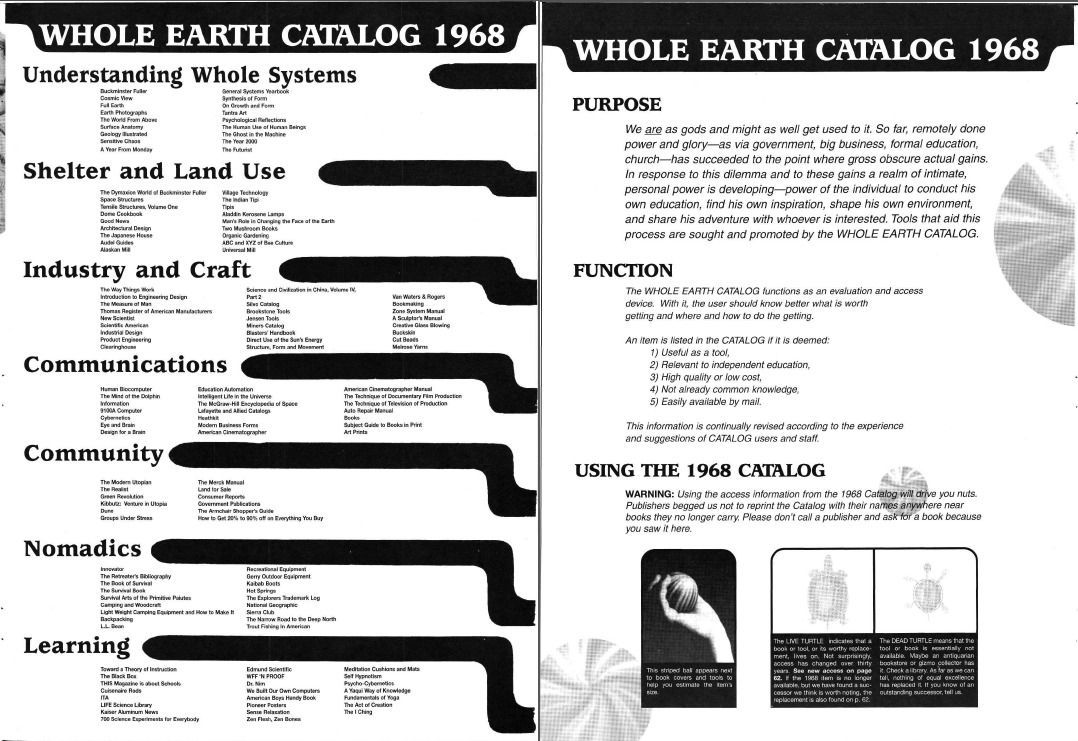 WHOLE EARTH CATALOG 1968
Understanding Whole Systems
Buckminster Fuller
Cosmic View
Full Earth
Earth Photographs
The World From Above
Surface Anatomy
Geology Illustrated
Sensitive Chaos
A Year From Monday
General Systems Yearbook
Synthesis of Form
On Growth and Form
Tantra Art
Psychological Reflections
The Human Use of Human Beings
The Ghost in the Machine
The Year 2000
The Futurist
Shelter and Land Use
The Dymaxion World of Buckminster Fuller
Space Structures
Tensile Structures, Volume One
Dome Cookbook
Good News
Architectural Design
The Japanese House
Audel Guides
Alaskan Mill
Village Technology
The Indian Tipi
Tipis
Aladdin Kerosene Lamps
Man's Role in Changing the Face of the Earth
Two Mushroom Books
Organic Gardening
ABC and XYZ of Bee Culture
Universal Mill
Industry and Craft
The Way Things Work
Introduction to Engineering Design
The Measure of Man
Thomas Register of American Manufacturers
New Scientist
Scientific American
Industrial Design
Product Engineering
Clearinghouse
Science and Civilization in China, Volume IV,
Part 2
Silvo Catalog
Brookstone Tools
Jensen Tools
Miners Catalog
Blasters' Handbook
Direct Use of the Sun's Energy
Structure, Form and Movement
Van Waters & Rogers
Bookmaking
Zone System Manual
A Sculptor's Manual
Creative Glass Blowing
Buckskin
Cut Beads
Melrose Yarns
Communications
Human Biocomputer
The Mind of the Dolphin
Information
9100A Computer
Cybernetics
Eye and Brain
Design for a Brain
Education Automation
Intelligent Life in the Universe
The McGraw-Hill Encyclopedia of Space
Lafayette and Allied Catalogs
Heathkit
Modern Business Forms
American Cinematographer
American Cinematographer Manual
The Technique of Documentary Film Production
The Technique of Television of Production
Auto Repair Manual
Books
Subject Guide to Books in Print
Art Prints
Community
The Modern Utopian
The Realist
Green Revolution
Kibbutz: Venture in Utopia
Dune
Groups Under Stress
The Merck Manual
Land for Sale
Consumer Reports
Government Publications
The Armchair Shopper's Guide
How to Get 20% to 90% off on Everything You Buy
Nomadics
Innovator
The Retreater's Bibliography
The Book of Survival
The Survival Book
Survival Arts of the Primitive Paiutes
Camping and Woodcraft
Light Weight Camping Equipment and How to Make It
Backpacking
L.L. Bean
Recreational Equipment
Gerry Outdoor Equipment
Kaibab Boots
Hot Springs
The Explorers Trademark Log
National Geographic
Sierra Club
The Narrow Road to the Deep North
Trout Fishing In American
Learning
Toward a Theory of Instruction
The Black Box
THIS Magazine is about Schools
Cuisenaire Rods
ITA
LIFE Science Library
Kaiser Aluminum News
700 Science Experiments for Everybody
Edmund Scientific
WFF 'N PROOF
Dr. Nim
We Built Our Own Computers
American Boys Handy Book
Pioneer Posters
Sense Relaxation
Zen Flesh, Zen Bones
Meditation Cushions and Mats
Self Hypnotism
Psycho-Cybernetics
A Yaqui Way of Knowledge
Fundamentals of Yoga
The Act of Creation
The I Ching
WHOLE EARTH CATALOG 1968
PURPOSE
We are as gods and might as well get used to it. So far, remotely done
power and glory—as via government, big business, formal education,
church—has succeeded to the point where gross obscure actual gains.
In response to this dilemma and to these gains a realm of intimate,
personal power is developing—power of the individual to conduct his
own education, find his own inspiration, shape his own environment,
and share his adventure with whoever is interested. Tools that aid this
process are sought and promoted by the WHOLE EARTH CATALOG.
FUNCTION
The WHOLE EARTH CATALOG functions as an evaluation and access
device. With it, the user should know better what is worth
getting and where and how to do the getting.
An item is listed in the CATALOG if it is deemed:
1) Useful as a tool,
2) Relevant to independent education,
3) High quality or low cost,
4) Not already common knowledge,
5) Easily available by mail.
This information is continually revised according to the experience
and suggestions of CATALOG users and staff.
USING THE 1968 CATALOG
WARNING: Using the access information from the 1968 Catalog will drive you nuts.
Publishers begged us not to reprint the Catalog with their names anywhere near
books they no longer carry. Please don't call a publisher and ask for a book because
you saw it here.
This striped ball appears next
to book covers and tools to
help you estimate the item's
size.
The LIVE TURTLE indicates that a
book or tool, or its worthy replace-
ment, lives on. Not surprisingly,
access has changed over thirty
years. See new access on page
62. If the 1968 item is no longer
available, but we have found a suc-
cessor we think is worth noting, the
replacement is also found on p. 62.
The DEAD TURTLE means that the
tool or book is essentially not
available. Maybe an antiquarian
bookstore or gizmo collector has
it. Check a library. As far as we can
tell, nothing of equal excellence
has replaced it. If you know of an
outstanding successor, tell us.